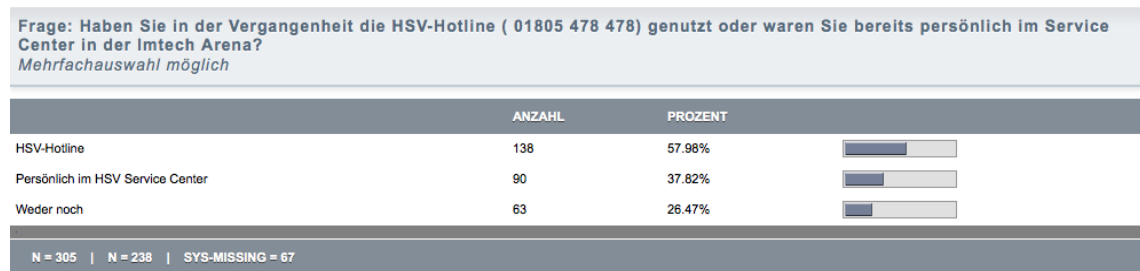 Frage: Haben Sie in der Vergangenheit die HSV-Hotline ( 01805 478 478) genutzt oder waren Sie bereits persönlich im Service
Center in der Imtech Arena?
Mehrfachauswahl möglich
ANZAHL PROZENT
HSV-Hotline 138 57.98%
Persönlich im HSV Service Center 90 37.82%
Weder noch 63 26.47%
N = 305 | N = 238 | SYS-MISSING = 67